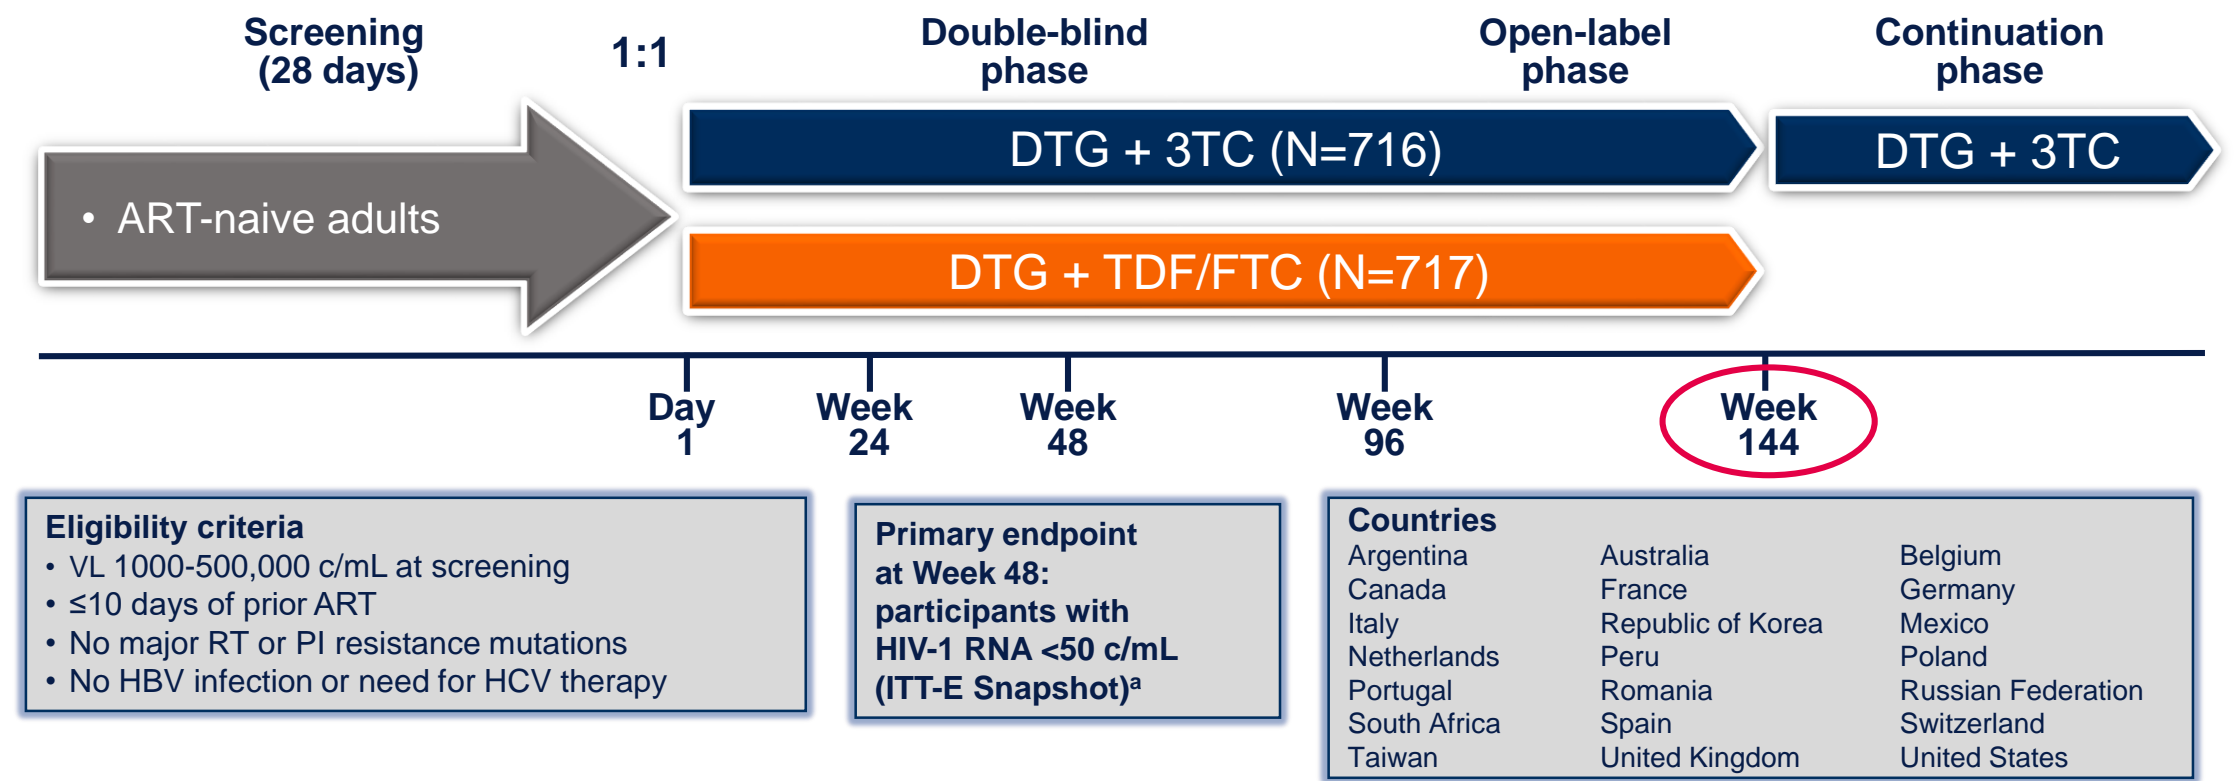 Screening
(28 days)
1:1
Double-blind
phase
Open-label
phase
Continuation
phase
• ART-naive adults
DTG + 3TC (N=716)
DTG + 3TC
DTG + TDF/FTC (N=717)
Day
1
Week
24
Week
48
Week
96
Week
144
Eligibility criteria
• VL 1000-500,000 c/mL at screening
• ≤10 days of prior ART
• No major RT or PI resistance mutations
• No HBV infection or need for HCV therapy
Primary endpoint
at Week 48:
participants with
HIV-1 RNA <50 c/mL
(ITT-E Snapshot)ᵃ
Countries
Argentina Australia Belgium
Canada France Germany
Italy Republic of Korea Mexico
Netherlands Peru Poland
Portugal Romania Russian Federation
South Africa Spain Switzerland
Taiwan United Kingdom United States